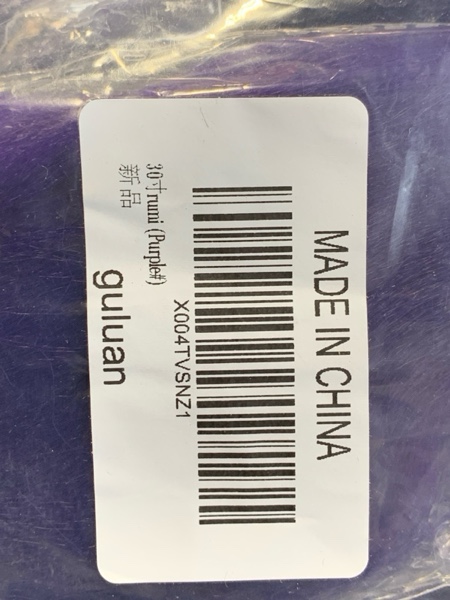 MADE IN CHINA
X004TVSNZ1
30寸rumi (Purple#)
新品
guluan